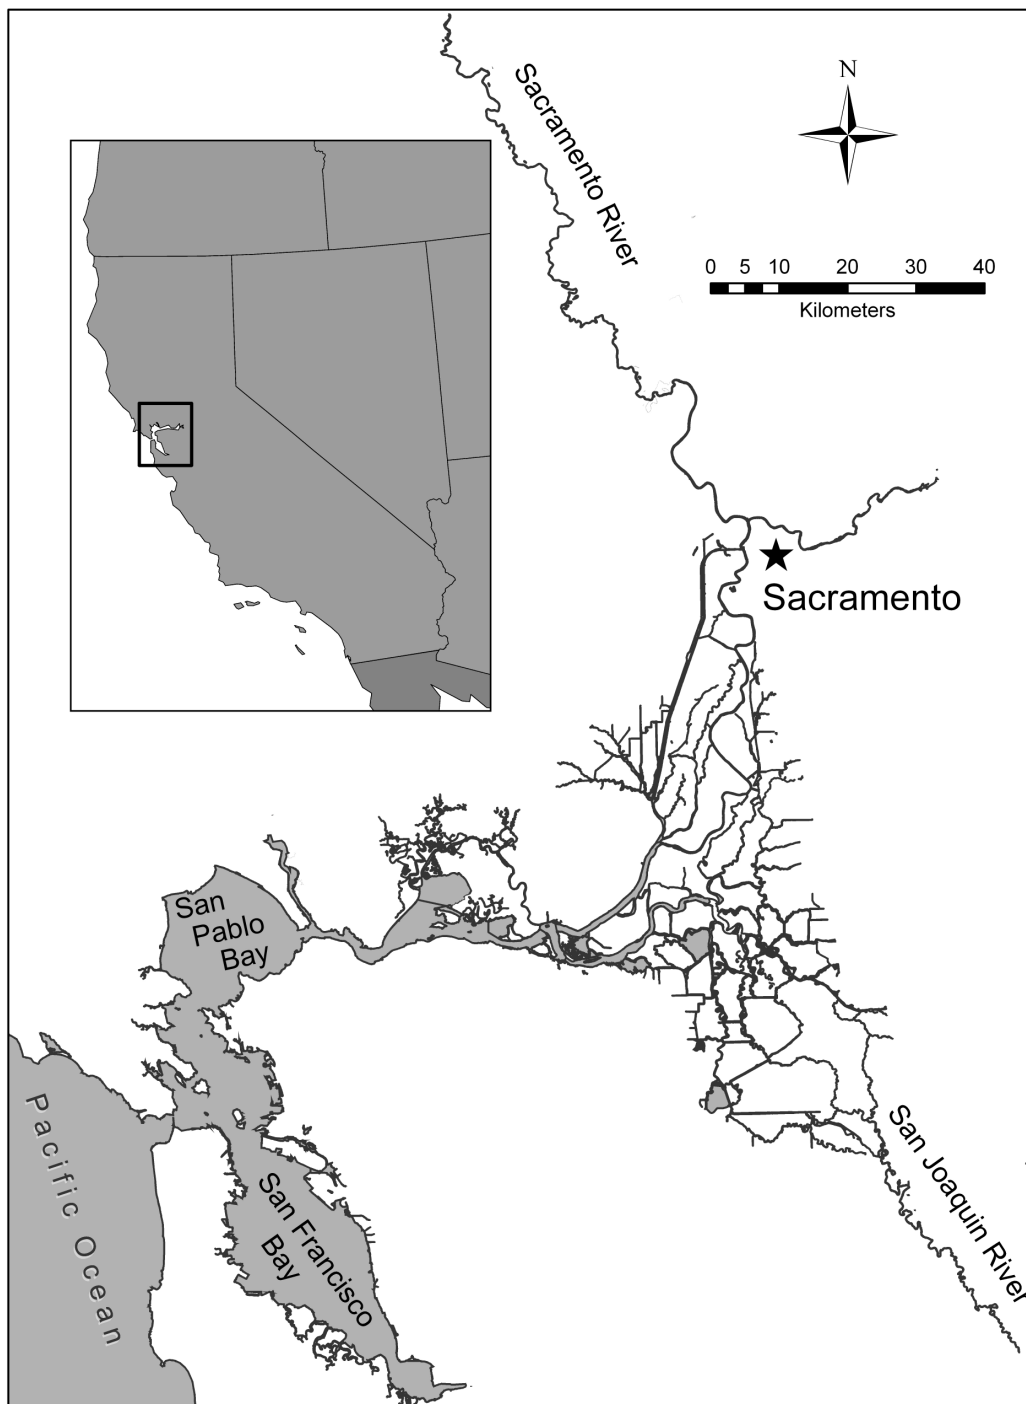 N
Sacramento River
0 5 10 20 30 40
Kilometers
Sacramento
San
Pablo
Bay
Pacific Ocean
San Francisco
Bay
San Joaquin River